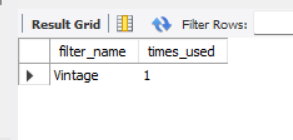 Result Grid Filter Rows:
filter_name times_used
Vintage 1